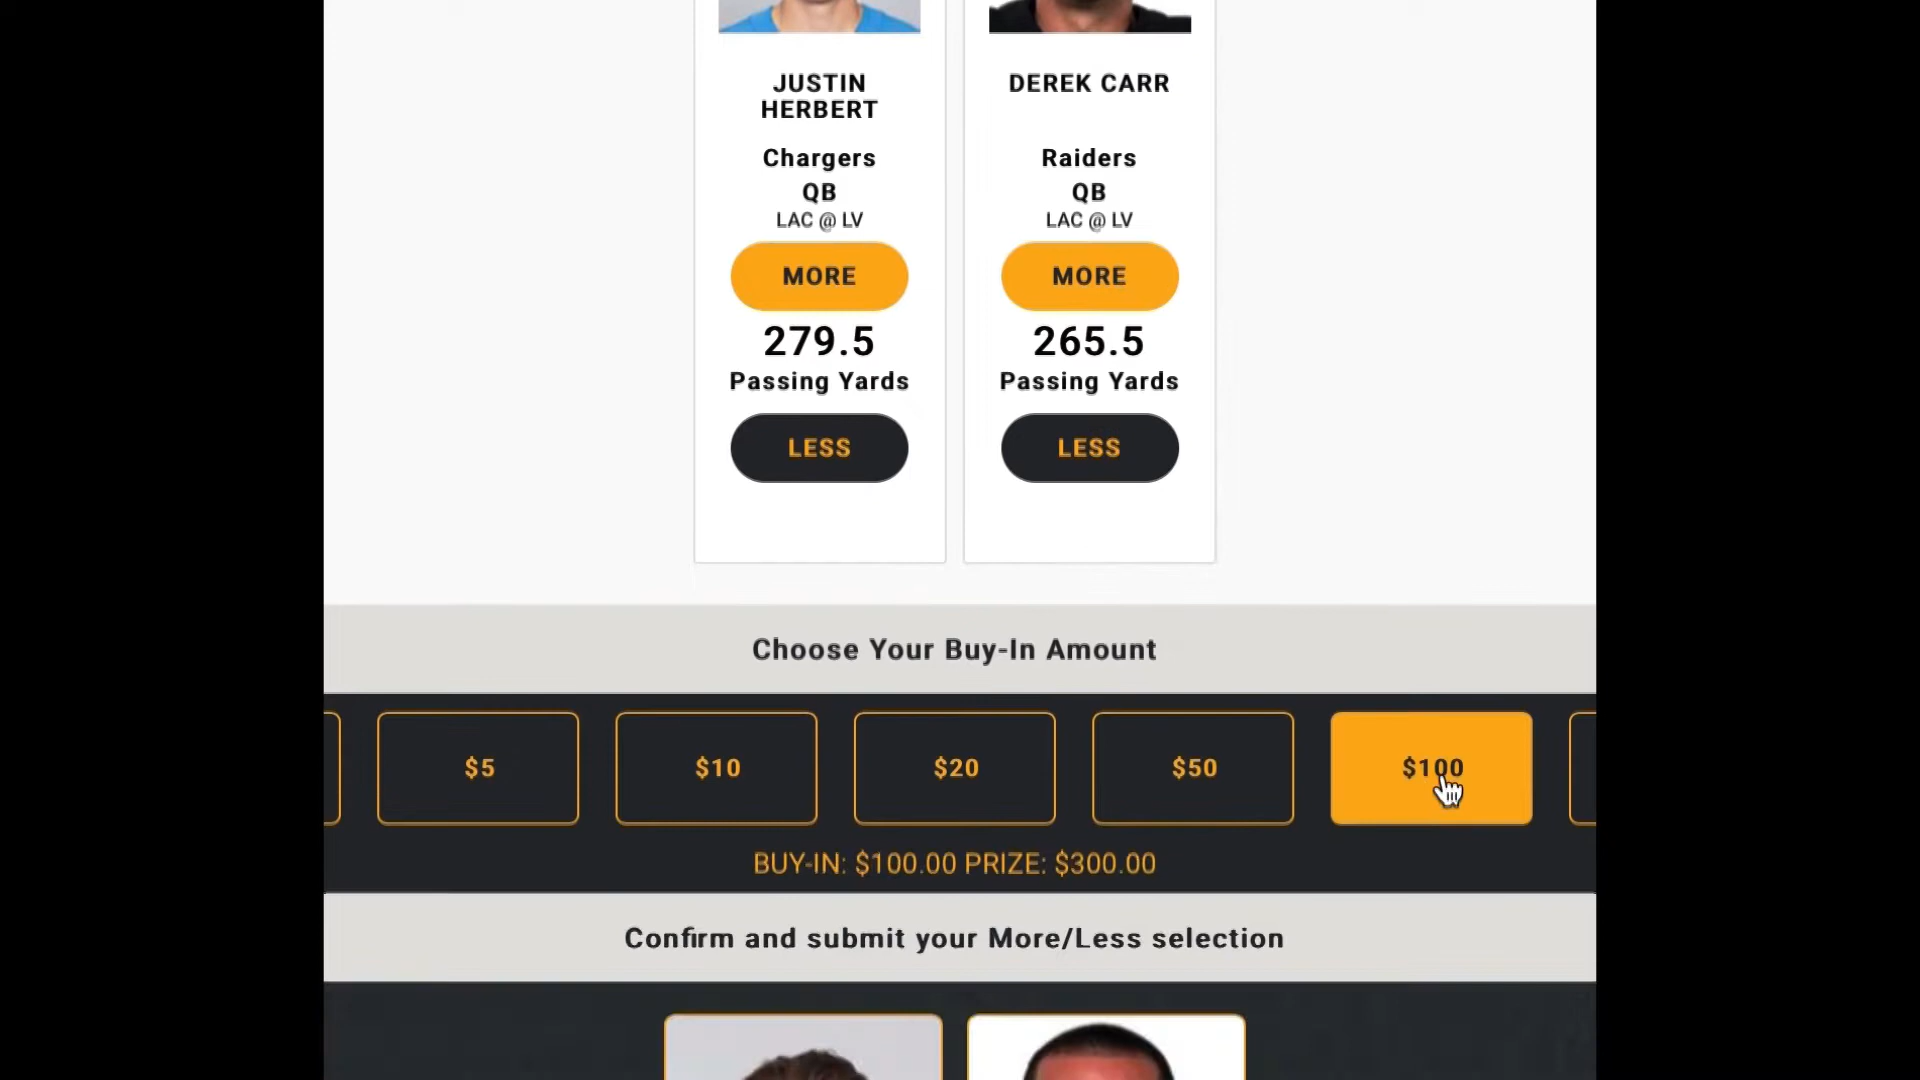 JUSTIN
HERBERT
Chargers
QB
LAC @ LV
MORE
279.5
Passing Yards
LESS
DEREK CARR
Raiders
QB
LAC @ LV
MORE
265.5
Passing Yards
LESS
Choose Your Buy-In Amount
$5
$10
$20
$50
$100
BUY-IN: $100.00 PRIZE: $300.00
Confirm and submit your More/Less selection